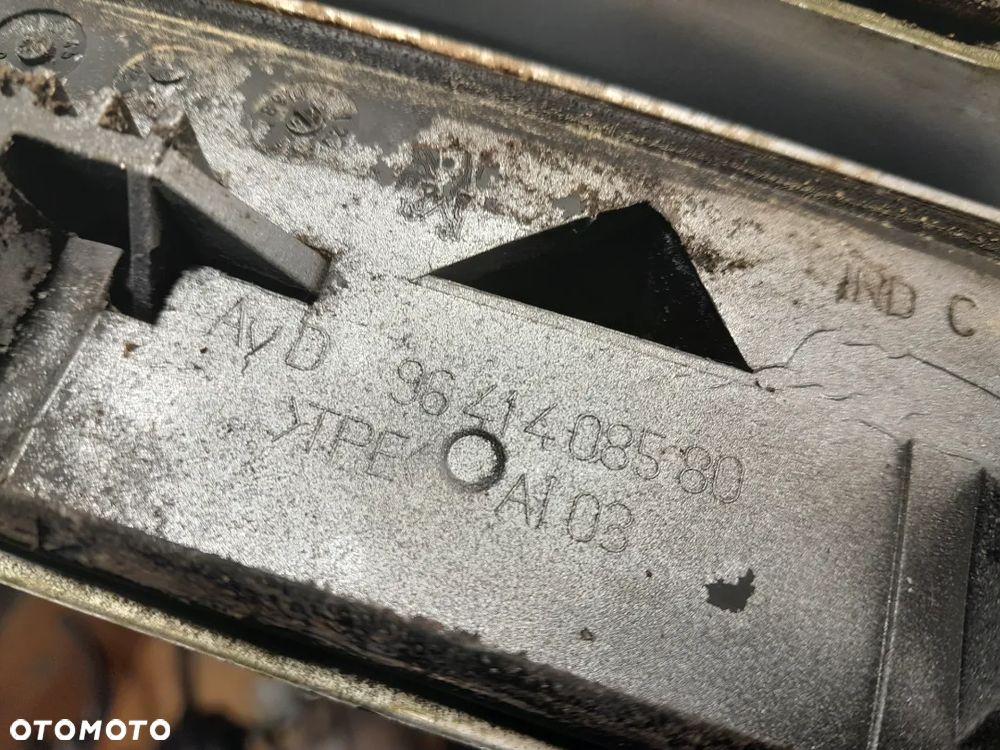 IND C
AvD 96 414 085 80
>TPE
AI 03
OTOMOTO